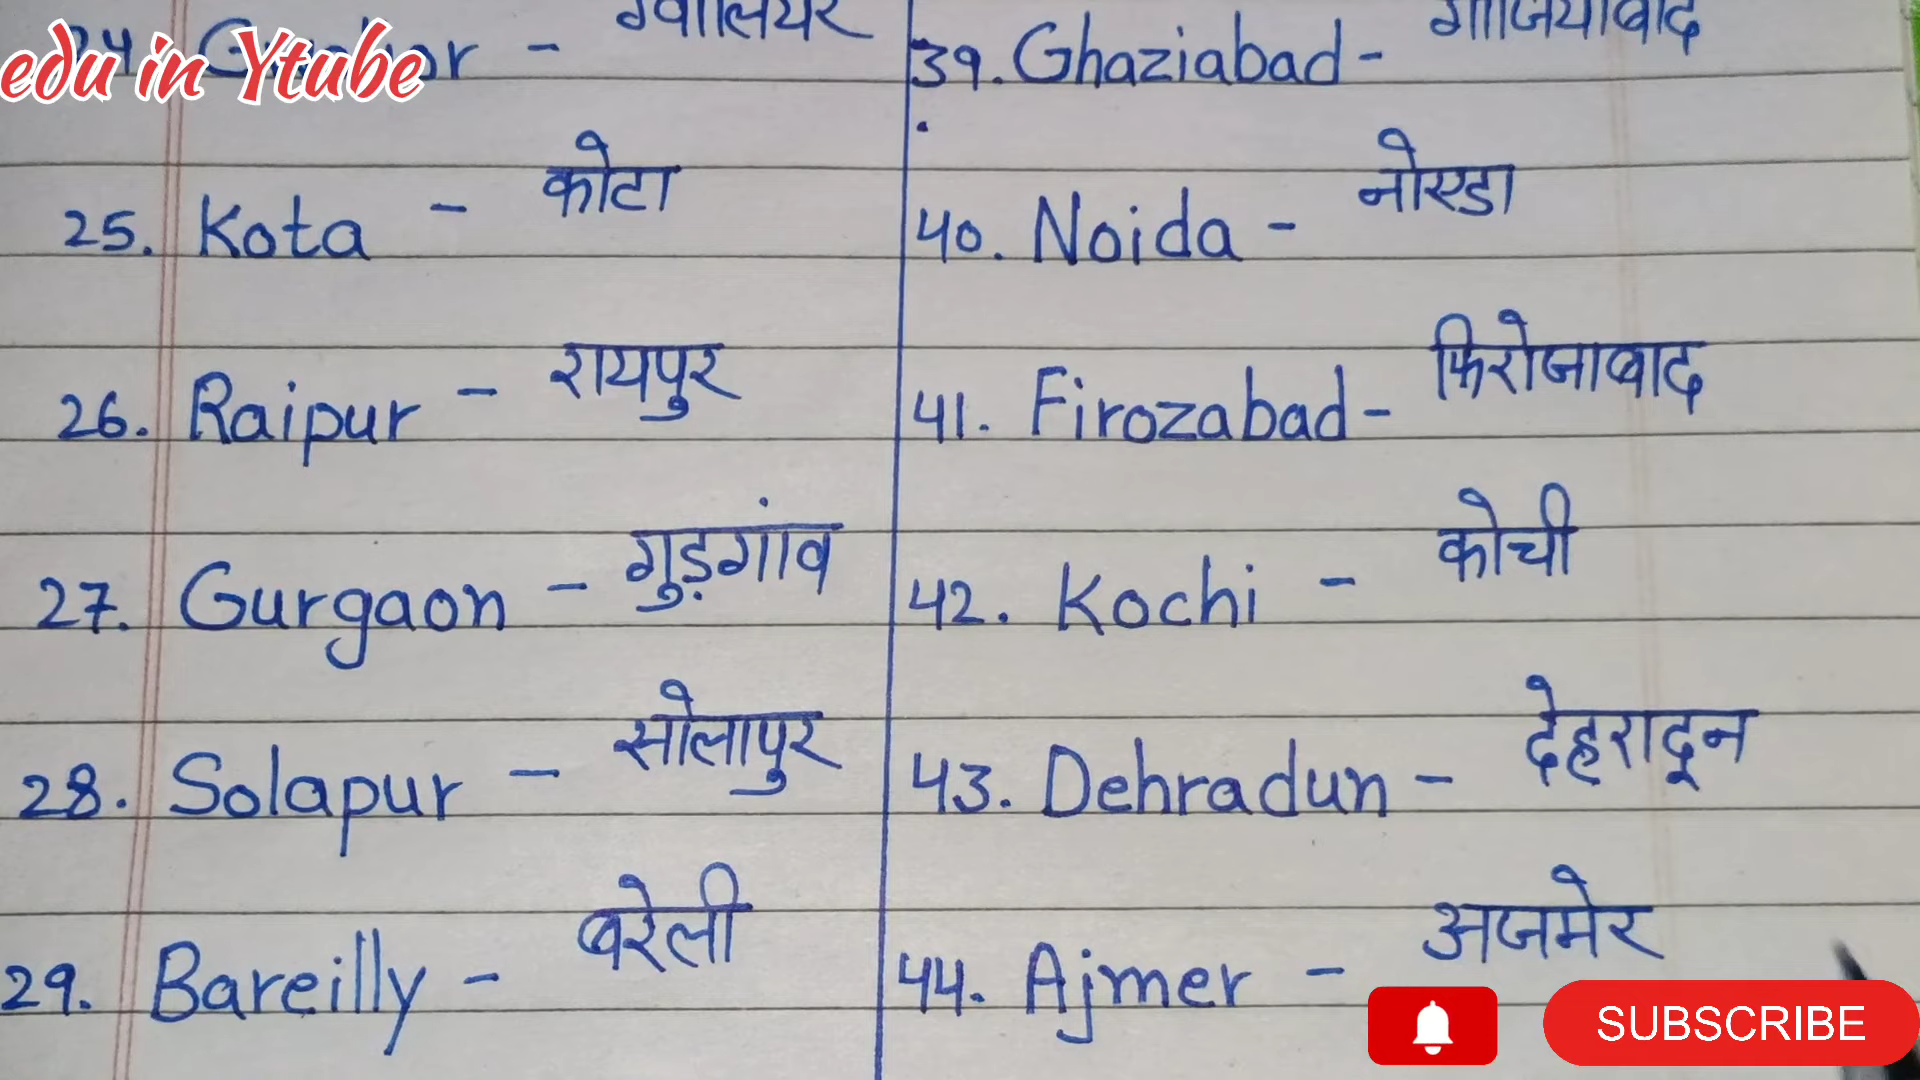 edu in Ytube
24. - ग्वालियर
25. Kota - कोटा
26. Raipur - रायपुर
27. Gurgaon - गुड़गांव
28. Solapur - सोलापुर
29. Bareilly - बरेली
39. Ghaziabad - गाजियाबाद
40. Noida - नोएडा
41. Firozabad - फिरोजाबाद
42. Kochi - कोची
43. Dehradun - देहरादून
44. Ajmer - अजमेर
SUBSCRIBE